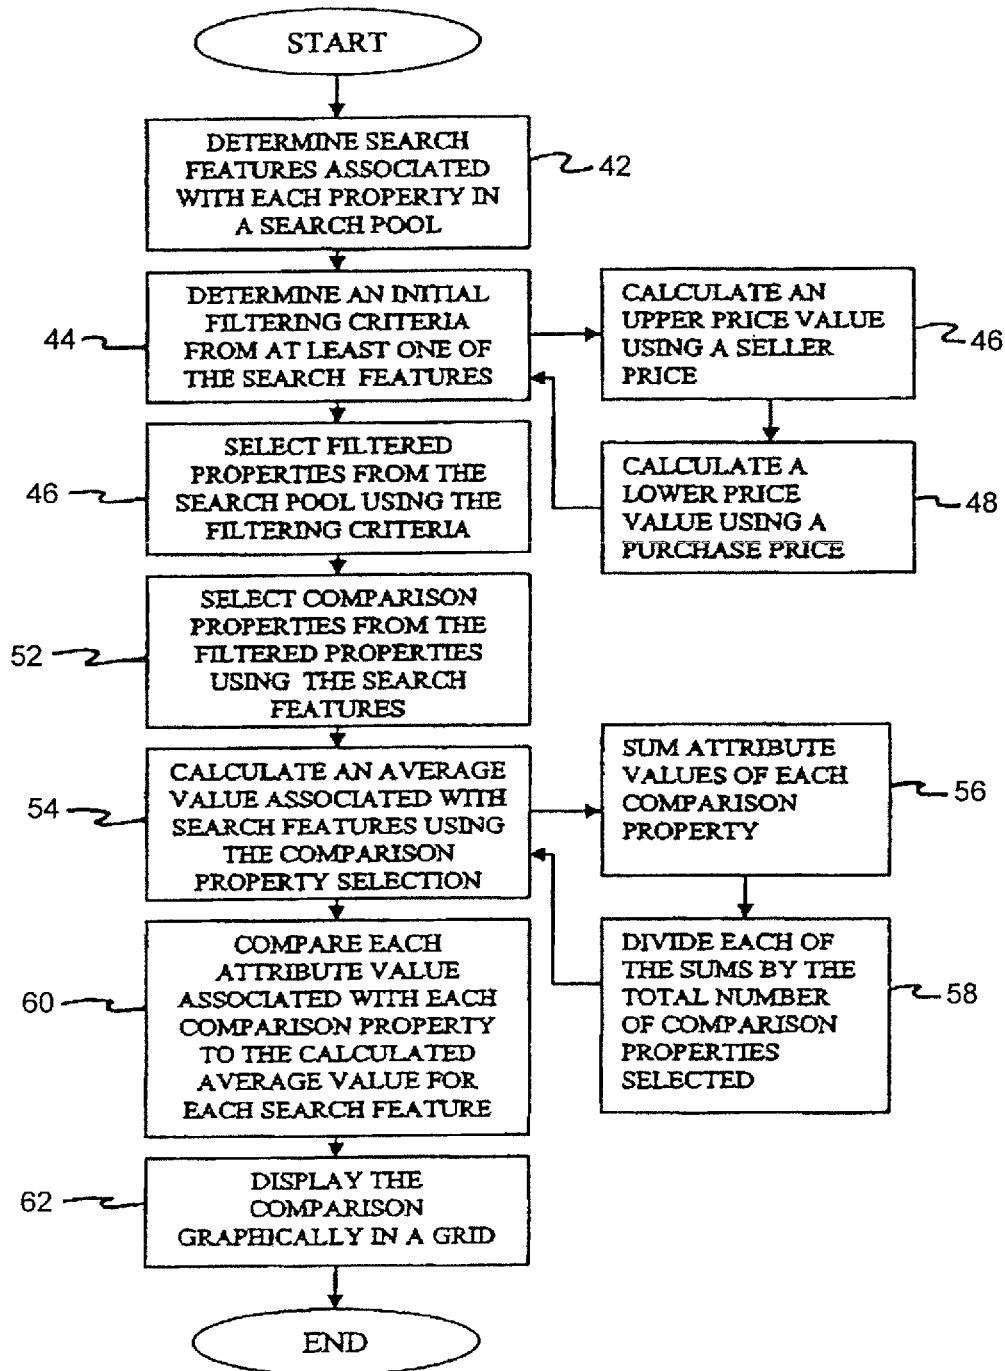 START
DETERMINE SEARCH
FEATURES ASSOCIATED
WITH EACH PROPERTY IN
A SEARCH POOL
42
DETERMINE AN INITIAL
FILTERING CRITERIA
FROM AT LEAST ONE OF
THE SEARCH FEATURES
44
CALCULATE AN
UPPER PRICE VALUE
USING A SELLER
PRICE
46
SELECT FILTERED
PROPERTIES FROM THE
SEARCH POOL USING THE
FILTERING CRITERIA
46
CALCULATE A
LOWER PRICE
VALUE USING A
PURCHASE PRICE
48
SELECT COMPARISON
PROPERTIES FROM THE
FILTERED PROPERTIES
USING THE SEARCH
FEATURES
52
CALCULATE AN AVERAGE
VALUE ASSOCIATED WITH
SEARCH FEATURES USING
THE COMPARISON
PROPERTY SELECTION
54
SUM ATTRIBUTE
VALUES OF EACH
COMPARISON
PROPERTY
56
COMPARE EACH
ATTRIBUTE VALUE
ASSOCIATED WITH EACH
COMPARISON PROPERTY
TO THE CALCULATED
AVERAGE VALUE FOR
EACH SEARCH FEATURE
60
DIVIDE EACH OF
THE SUMS BY THE
TOTAL NUMBER
OF COMPARISON
PROPERTIES
SELECTED
58
DISPLAY THE
COMPARISON
GRAPHICALLY IN A GRID
62
END